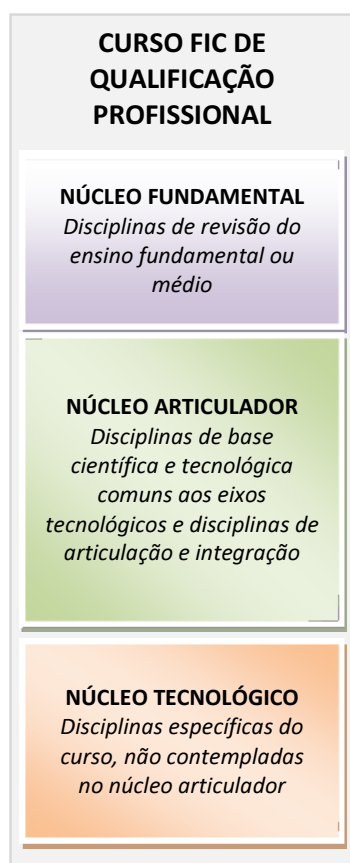 CURSO FIC DE
QUALIFICAÇÃO
PROFISSIONAL
NÚCLEO FUNDAMENTAL
Disciplinas de revisão do
ensino fundamental ou
médio
NÚCLEO ARTICULADOR
Disciplinas de base
científica e tecnológica
comuns aos eixos
tecnológicos e disciplinas de
articulação e integração
NÚCLEO TECNOLÓGICO
Disciplinas específicas do
curso, não contempladas
no núcleo articulador